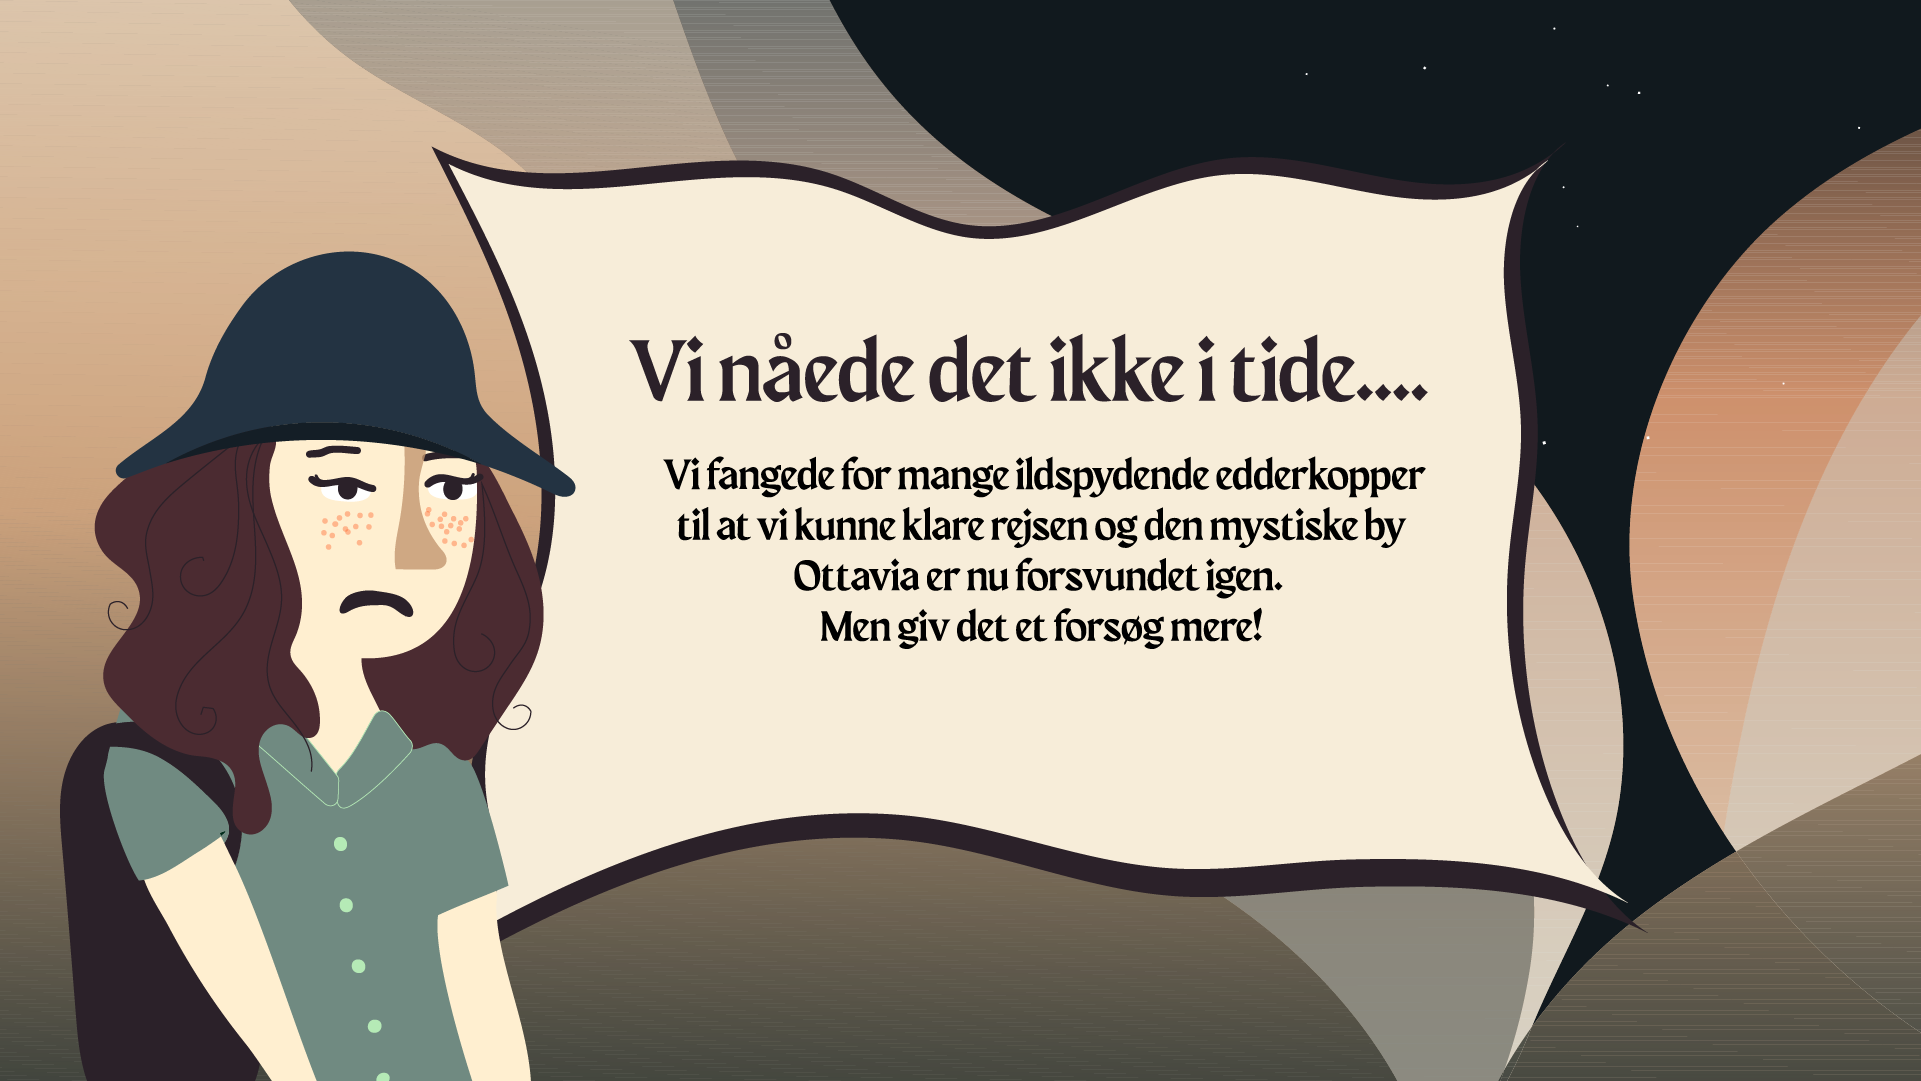 Vi nåede det ikke i tide....
Vi fangede for mange ildspydende edderkopper
til at vi kunne klare rejsen og den mystiske by
Ottavia er nu forsvundet igen.
Men giv det et forsøg mere!